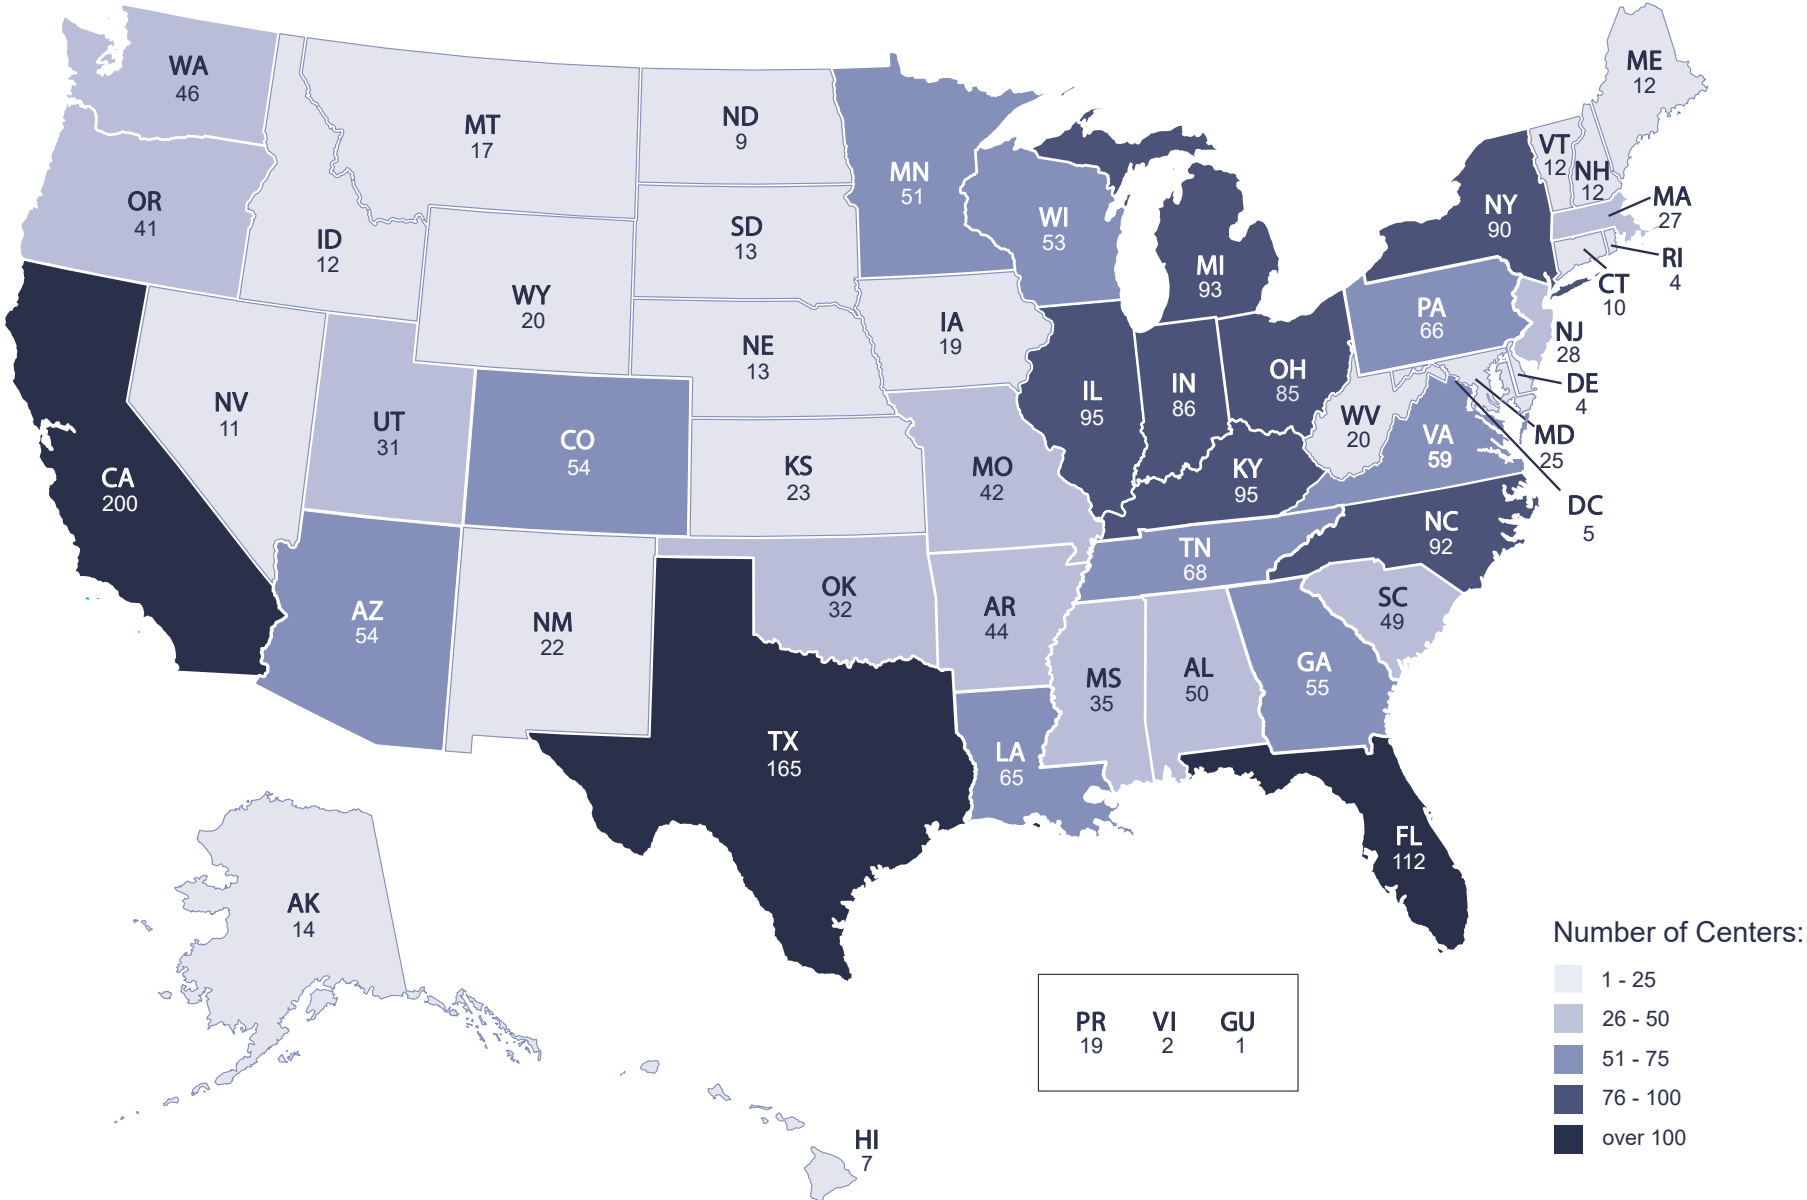 WA
46
OR
41
CA
200
NV
11
ID
12
MT
17
WY
20
UT
31
CO
54
AZ
54
NM
22
ND
9
SD
13
NE
13
KS
23
OK
32
TX
165
MN
51
IA
19
MO
42
AR
44
LA
65
WI
53
IL
95
MI
93
IN
86
OH
85
KY
95
TN
68
MS
35
AL
50
GA
55
FL
112
SC
49
NC
92
VA
59
WV
20
PA
66
NY
90
VT
12
NH
12
ME
12
MA
27
RI
4
CT
10
NJ
28
DE
4
MD
25
DC
5
AK
14
HI
7
PR
19
VI
2
GU
1
Number of Centers:
1 - 25
26 - 50
51 - 75
76 - 100
over 100